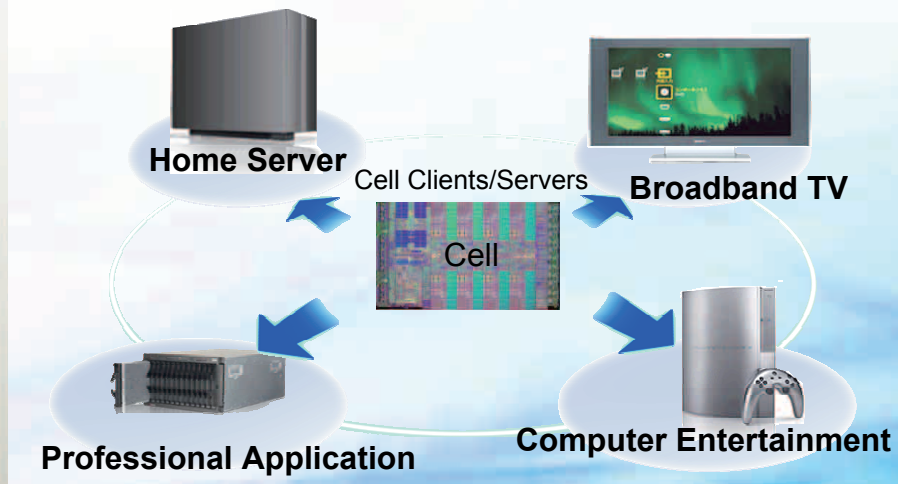 Home Server
Broadband TV
Cell Clients/Servers
Cell
Professional Application
Computer Entertainment